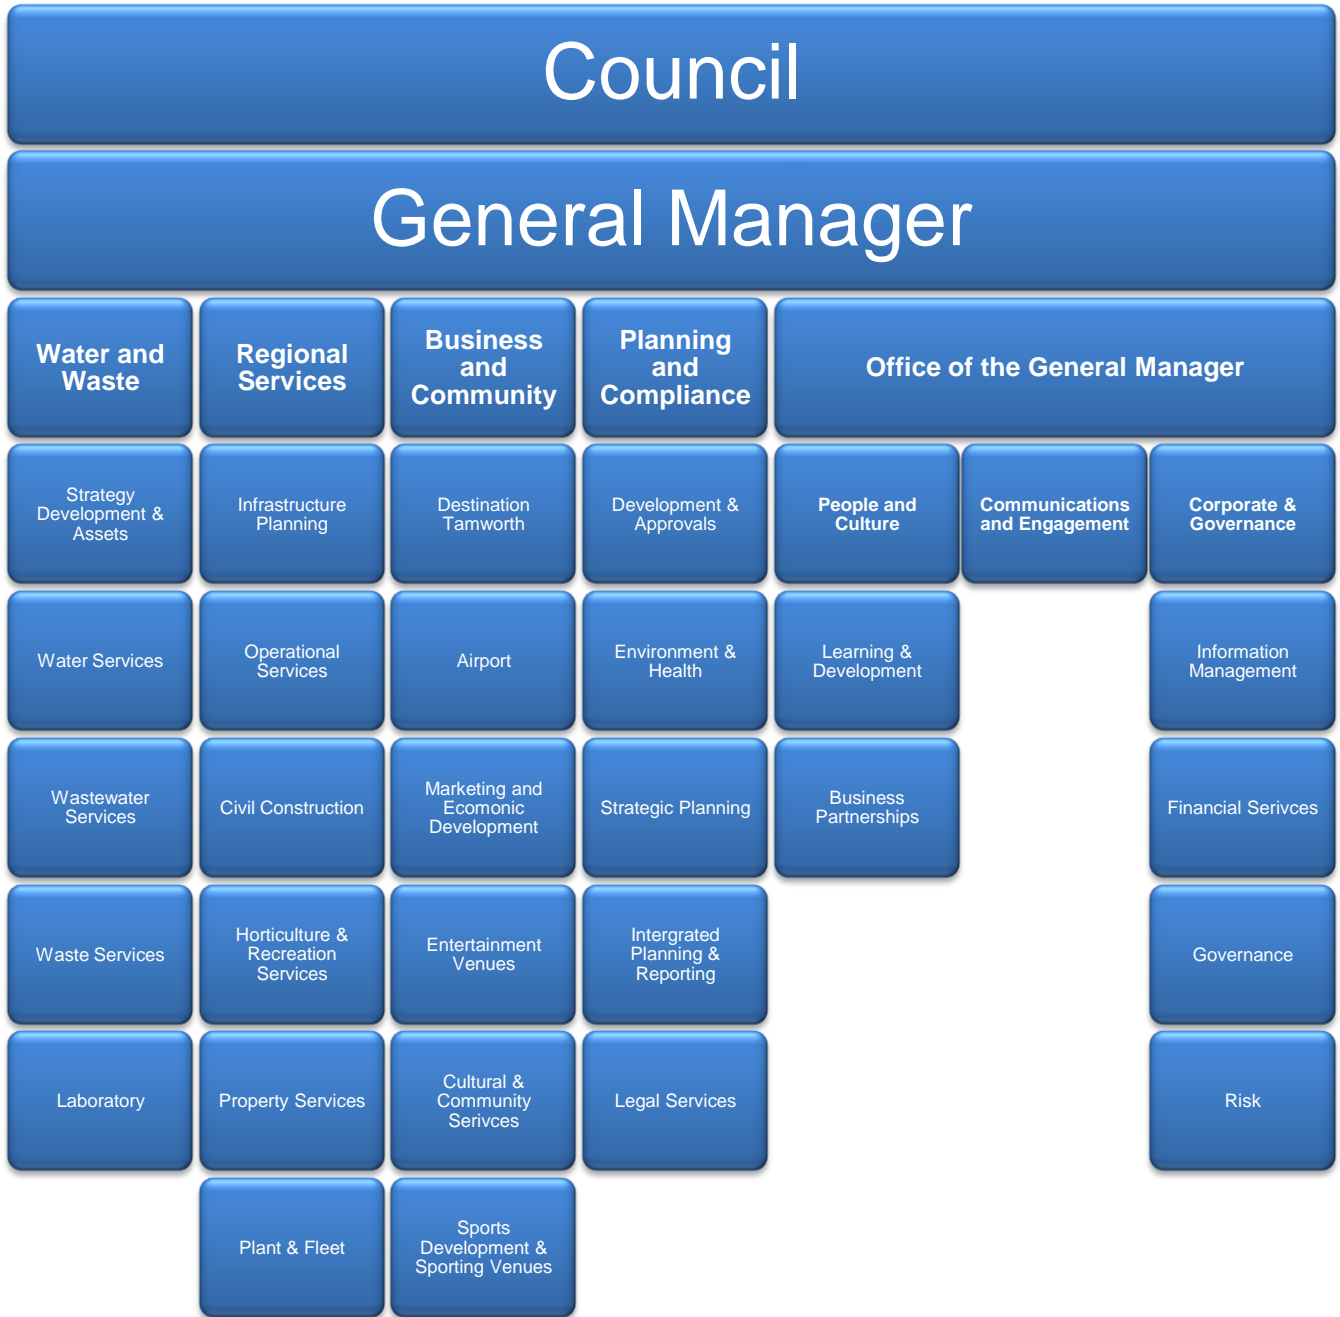 Council
General Manager
Water and
Waste
Regional
Services
Business
and
Community
Planning
and
Compliance
Office of the General Manager
Strategy
Development &
Assets
Infrastructure
Planning
Destination
Tamworth
Development &
Approvals
People and
Culture
Communications
and Engagement
Corporate &
Governance
Water Services
Operational
Services
Airport
Environment &
Health
Learning &
Development
Information
Management
Wastewater
Services
Civil Construction
Marketing and
Ecomonic
Development
Strategic Planning
Business
Partnerships
Financial Serivces
Waste Services
Horticulture &
Recreation
Services
Entertainment
Venues
Intergrated
Planning &
Reporting
Governance
Laboratory
Property Services
Cultural &
Community
Serivces
Legal Services
Risk
Plant & Fleet
Sports
Development &
Sporting Venues